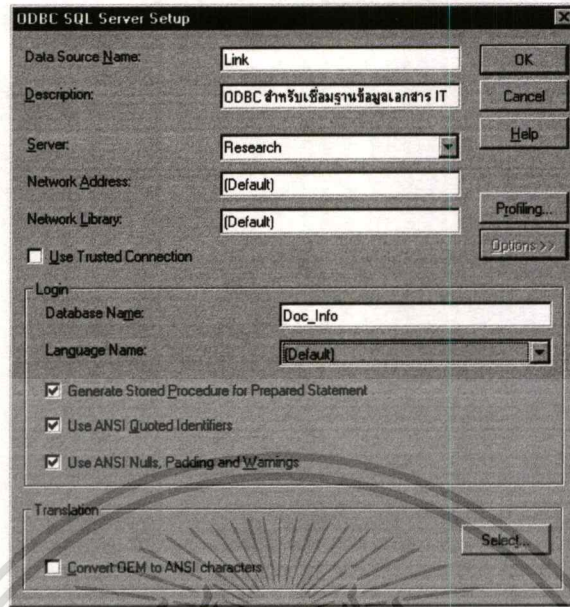 ODBC SQL Server Setup
Data Source Name: Link
OK
Description: ODBC สำหรับเชื่อมฐานข้อมูลเอกสาร IT
Cancel
Help
Server: Research
Network Address: (Default)
Network Library: (Default)
Profiling...
Options >>
Use Trusted Connection
Login
Database Name: Doc_Info
Language Name: (Default)
Generate Stored Procedure for Prepared Statement
Use ANSI Quoted Identifiers
Use ANSI Nulls, Padding and Warnings
Translation
Select...
Convert OEM to ANSI characters